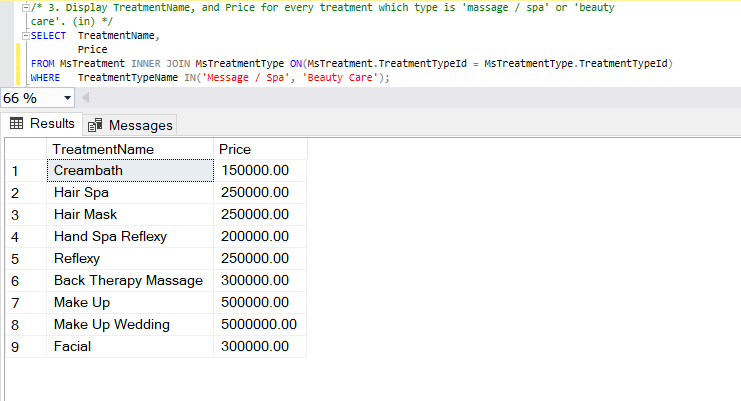 /* 3. Display TreatmentName, and Price for every treatment which type is 'massage / spa' or 'beauty
care'. (in) */
SELECT TreatmentName,
Price
FROM MsTreatment INNER JOIN MsTreatmentType ON(MsTreatment.TreatmentTypeId = MsTreatmentType.TreatmentTypeId)
WHERE TreatmentTypeName IN('Message / Spa', 'Beauty Care');
66 %
Results Messages
TreatmentName Price
1 Creambath 150000.00
2 Hair Spa 250000.00
3 Hair Mask 250000.00
4 Hand Spa Reflexy 200000.00
5 Reflexy 250000.00
6 Back Therapy Massage 300000.00
7 Make Up 500000.00
8 Make Up Wedding 5000000.00
9 Facial 300000.00